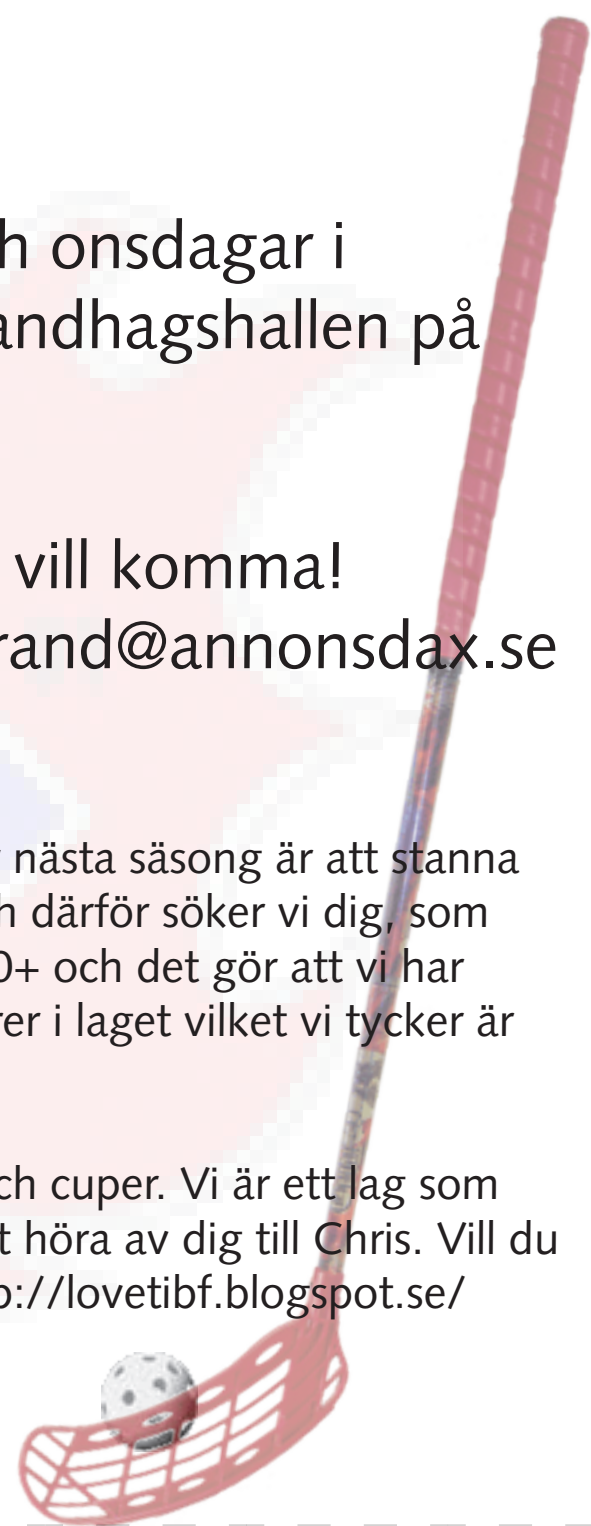 h onsdagar i
andhagshallen på
vill komma!
rand@annonsdax.se
nästa säsong är att stanna
h därför söker vi dig, som
0+ och det gör att vi har
rer i laget vilket vi tycker är
ch cuper. Vi är ett lag som
t höra av dig till Chris. Vill du
p://lovetibf.blogspot.se/